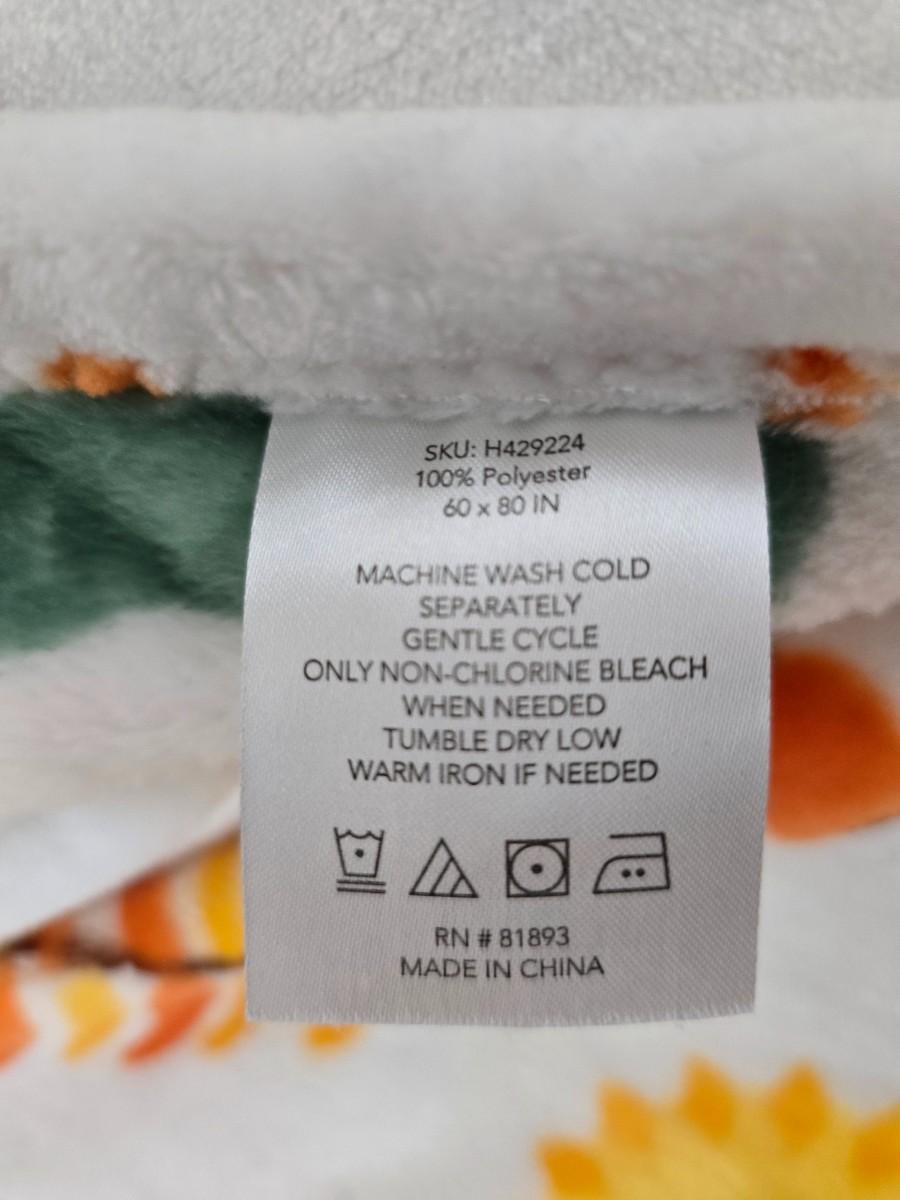 SKU: H429224
100% Polyester
60 x 80 IN
MACHINE WASH COLD
SEPARATELY
GENTLE CYCLE
ONLY NON-CHLORINE BLEACH
WHEN NEEDED
TUMBLE DRY LOW
WARM IRON IF NEEDED
RN # 81893
MADE IN CHINA